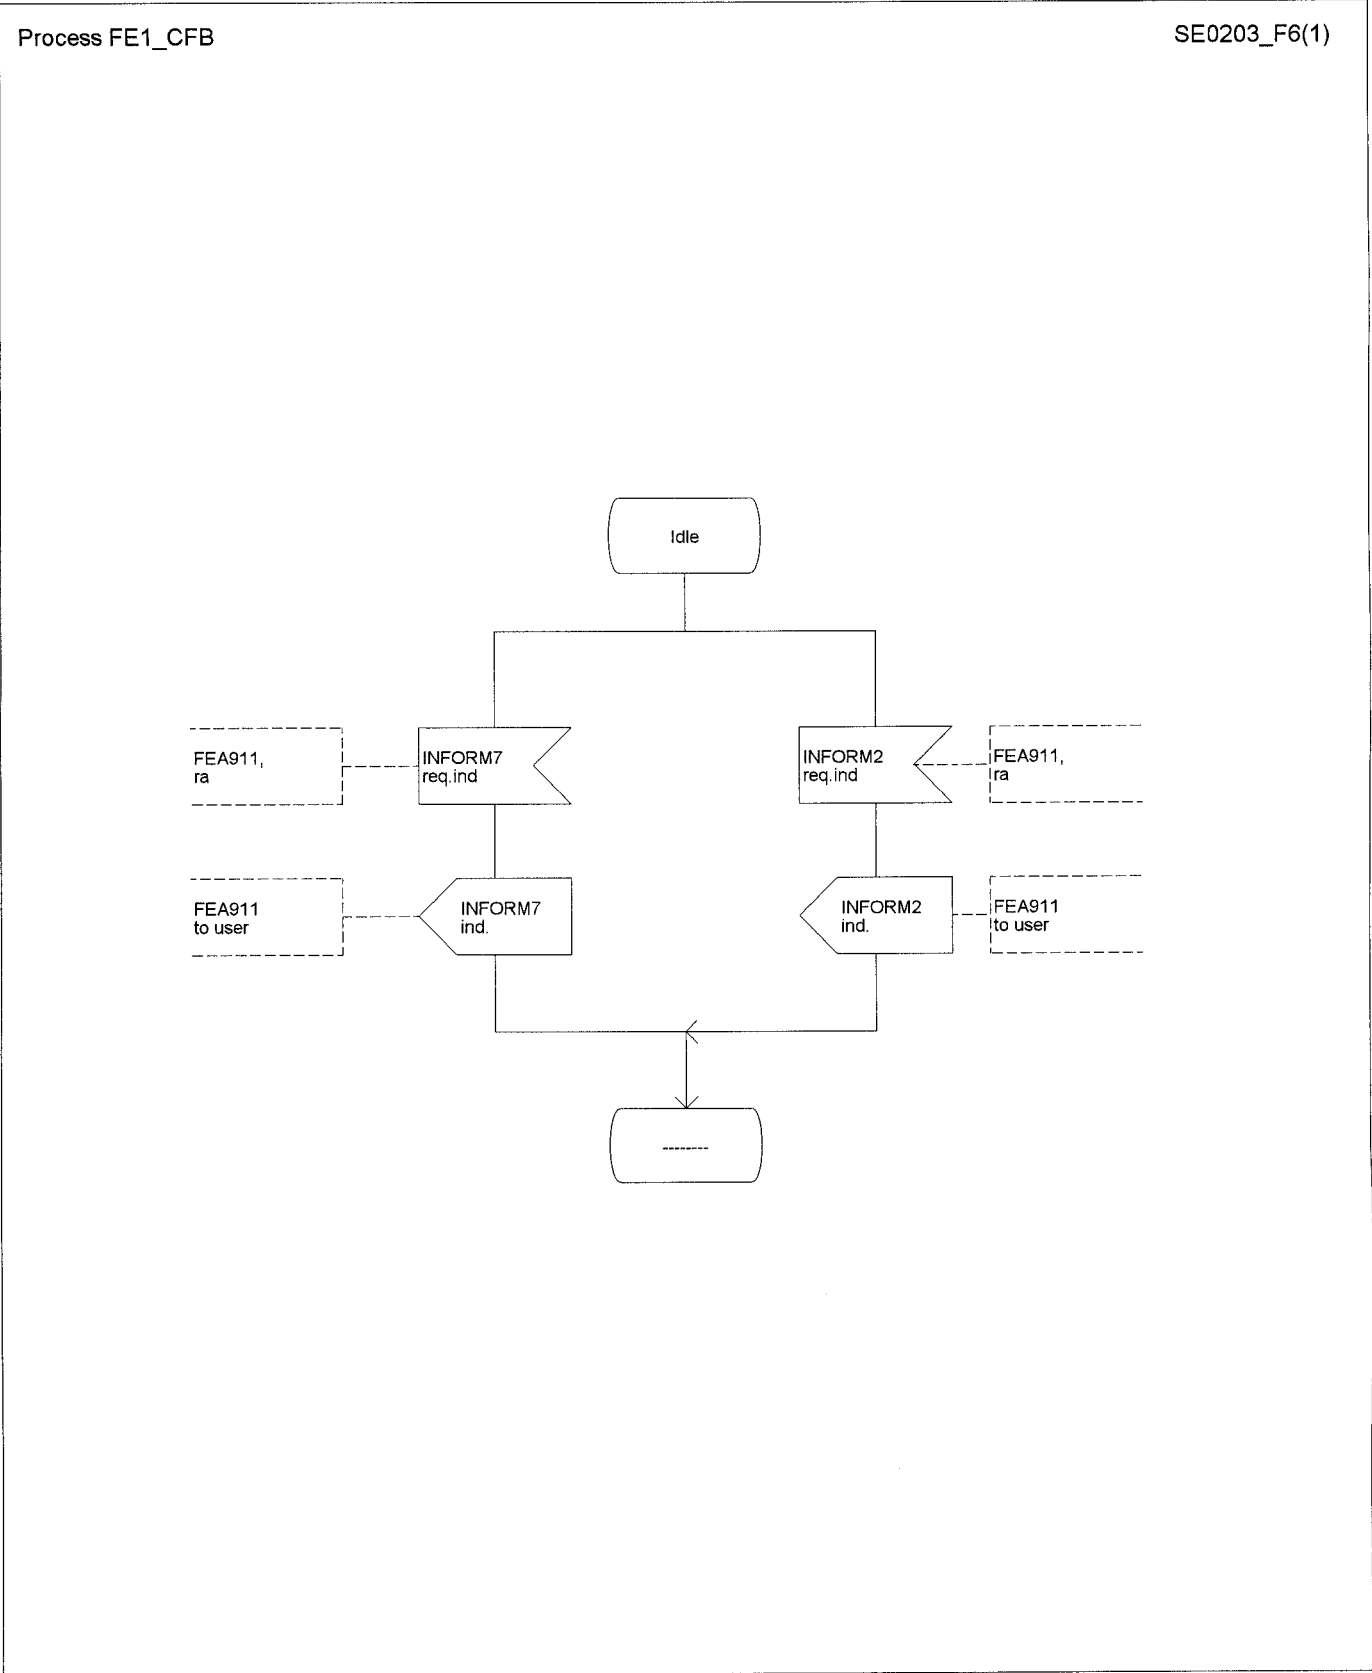 Process FE1_CFB
SE0203_F6(1)
Idle
FEA911,
ra
INFORM7
req.ind
INFORM2
req.ind
FEA911,
ra
FEA911
to user
INFORM7
ind.
INFORM2
ind.
FEA911
to user
--------